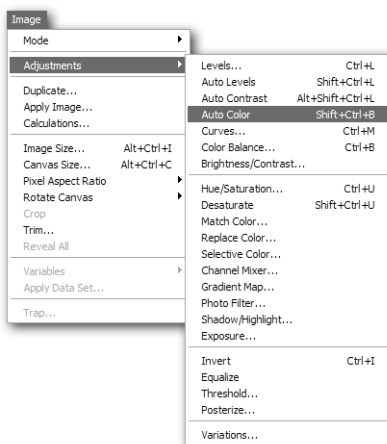 Image
Mode
Adjustments
Duplicate...
Apply Image...
Calculations...
Image Size... Alt+Ctrl+I
Canvas Size... Alt+Ctrl+C
Pixel Aspect Ratio
Rotate Canvas
Crop
Trim...
Reveal All
Variables
Apply Data Set...
Trap...
Levels... Ctrl+L
Auto Levels Shift+Ctrl+L
Auto Contrast Alt+Shift+Ctrl+L
Auto Color Shift+Ctrl+B
Curves... Ctrl+M
Color Balance... Ctrl+B
Brightness/Contrast...
Hue/Saturation... Ctrl+U
Desaturate Shift+Ctrl+U
Match Color...
Replace Color...
Selective Color...
Channel Mixer...
Gradient Map...
Photo Filter...
Shadow/Highlight...
Exposure...
Invert Ctrl+I
Equalize
Threshold...
Posterize...
Variations...